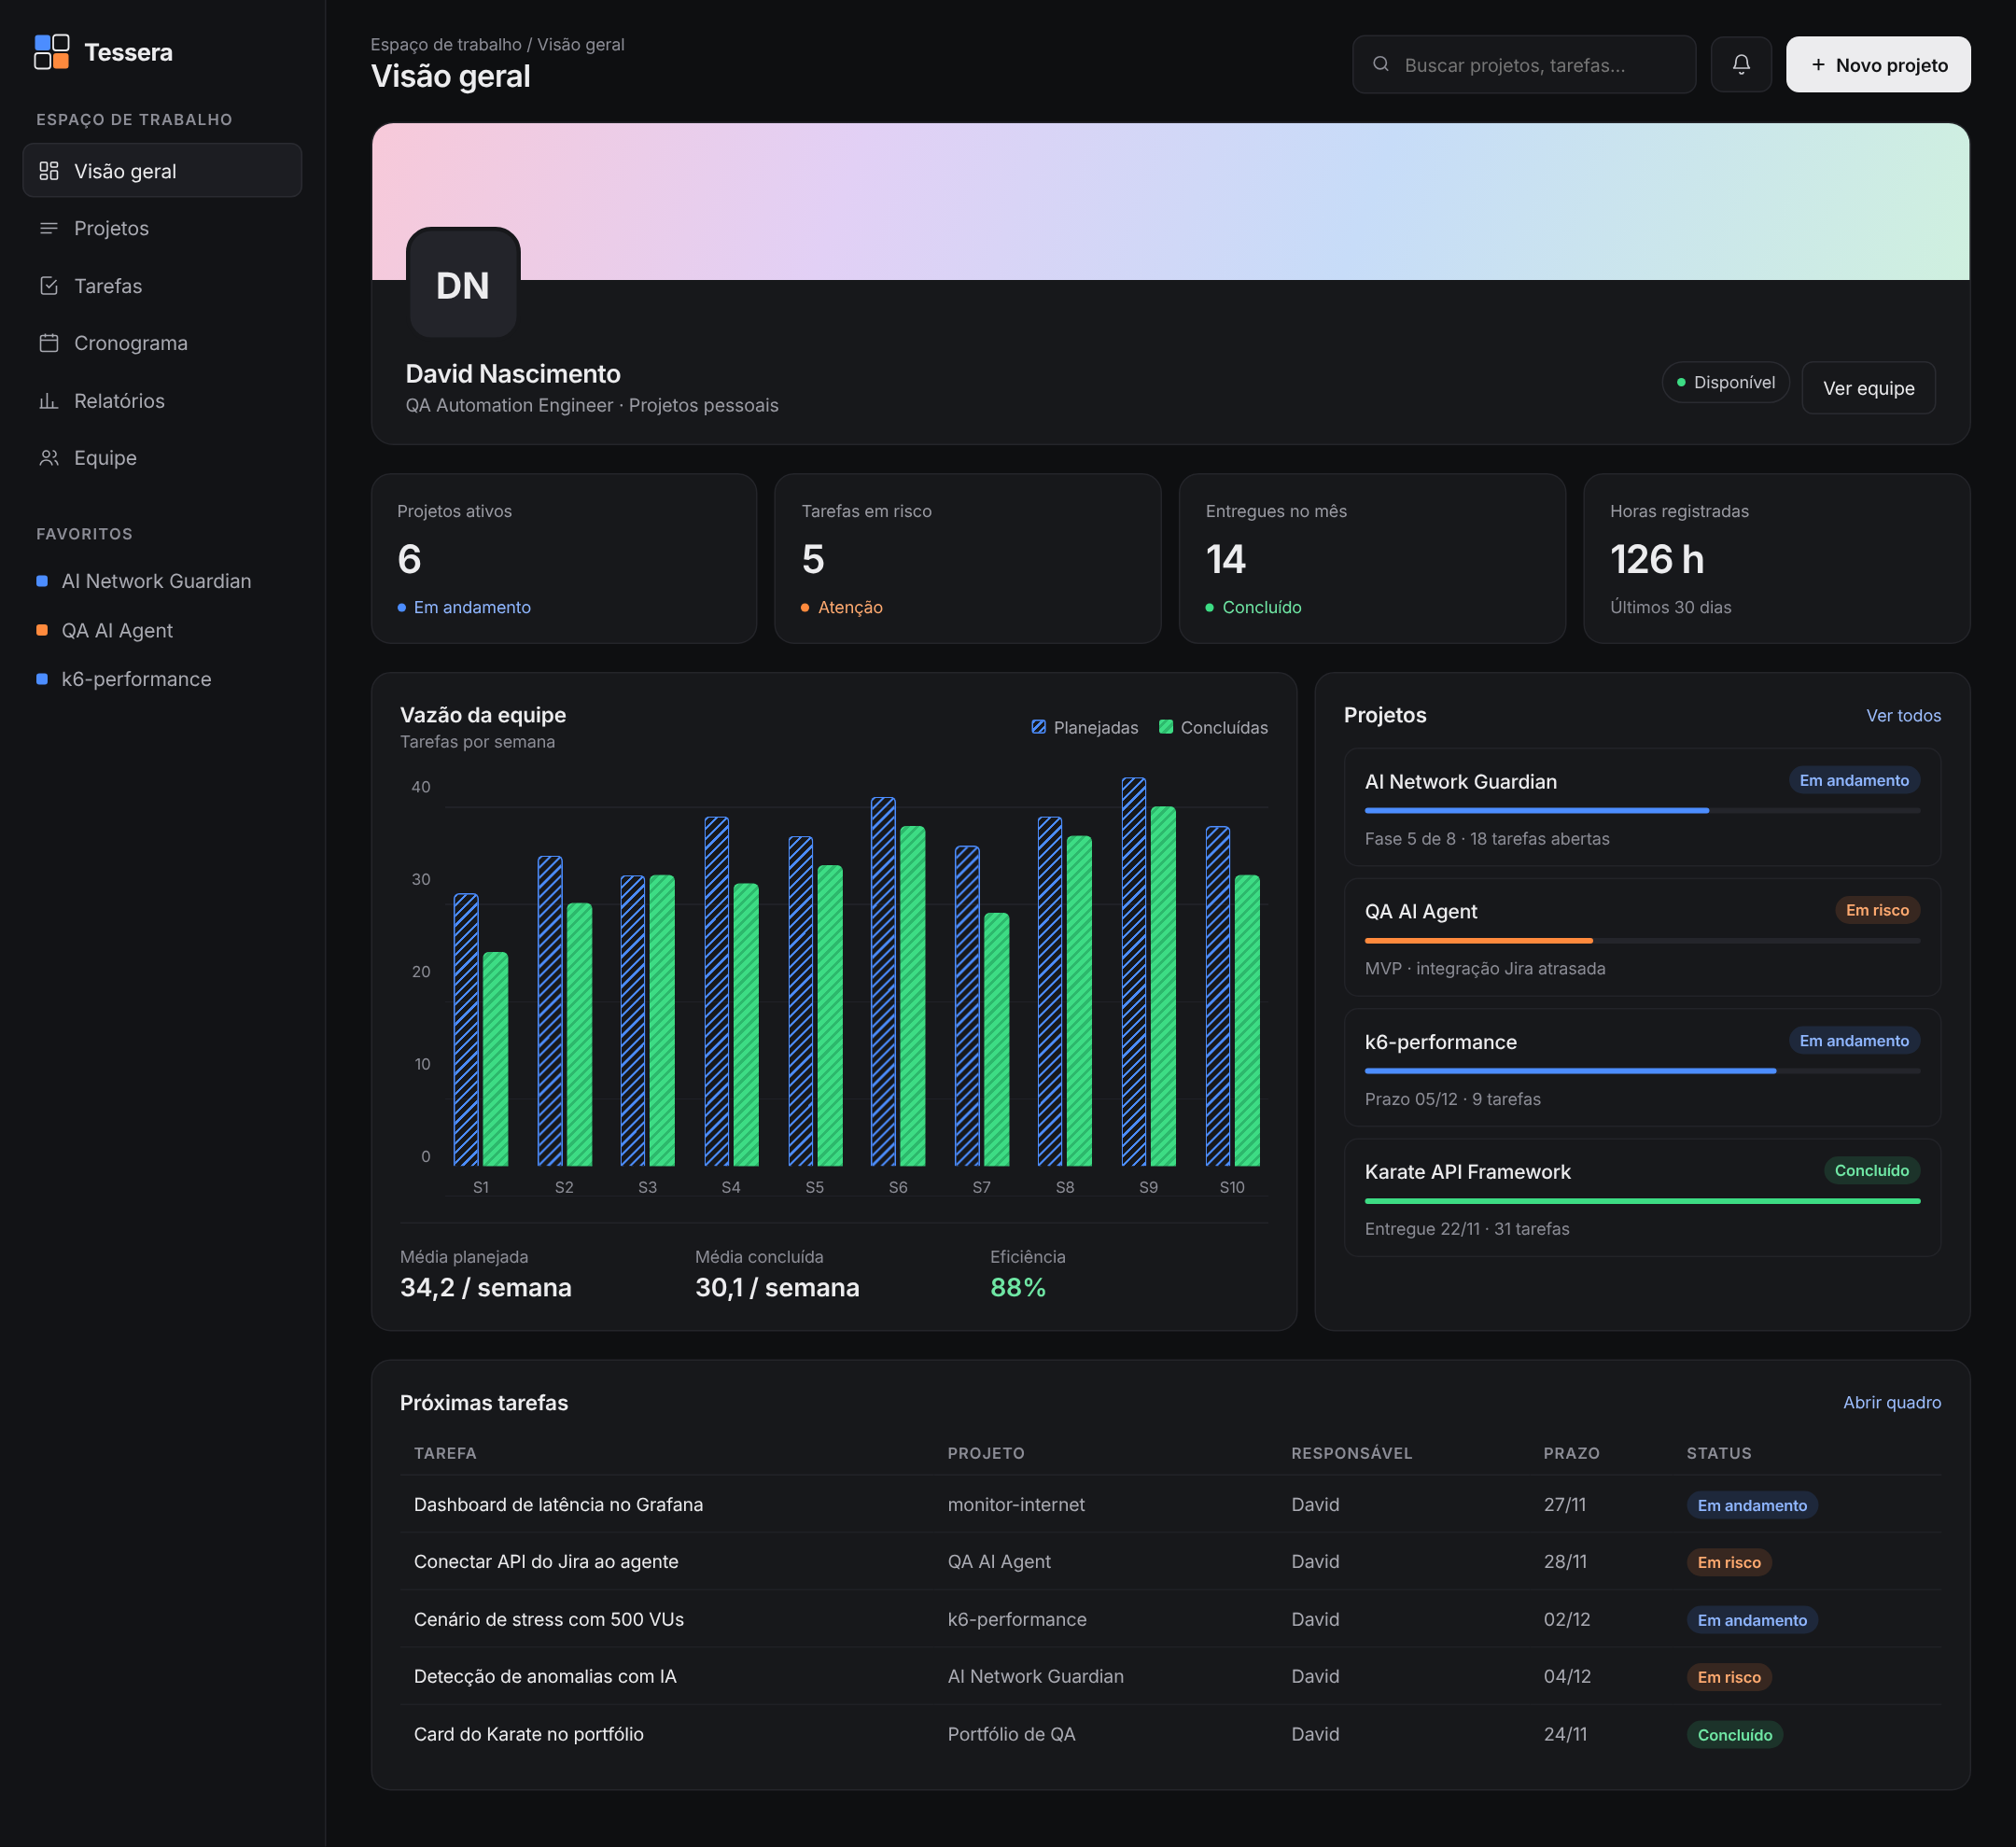 Tessera
ESPAÇO DE TRABALHO
Visão geral
Projetos
Tarefas
Cronograma
Relatórios
Equipe
FAVORITOS
AI Network Guardian
QA AI Agent
k6-performance
Espaço de trabalho / Visão geral
Visão geral
Buscar projetos, tarefas...
+ Novo projeto
DN
David Nascimento
QA Automation Engineer · Projetos pessoais
Disponível
Ver equipe
Projetos ativos
6
Em andamento
Tarefas em risco
5
Atenção
Entregues no mês
14
Concluído
Horas registradas
126 h
Últimos 30 dias
Vazão da equipe
Tarefas por semana
Planejadas
Concluídas
40
30
20
10
0
S1 S2 S3 S4 S5 S6 S7 S8 S9 S10
Média planejada
34,2 / semana
Média concluída
30,1 / semana
Eficiência
88%
Projetos
Ver todos
AI Network Guardian
Em andamento
Fase 5 de 8 · 18 tarefas abertas
QA AI Agent
Em risco
MVP · integração Jira atrasada
k6-performance
Em andamento
Prazo 05/12 · 9 tarefas
Karate API Framework
Concluído
Entregue 22/11 · 31 tarefas
Próximas tarefas
Abrir quadro
TAREFA PROJETO RESPONSÁVEL PRAZO STATUS
Dashboard de latência no Grafana monitor-internet David 27/11 Em andamento
Conectar API do Jira ao agente QA AI Agent David 28/11 Em risco
Cenário de stress com 500 VUs k6-performance David 02/12 Em andamento
Detecção de anomalias com IA AI Network Guardian David 04/12 Em risco
Card do Karate no portfólio Portfólio de QA David 24/11 Concluído